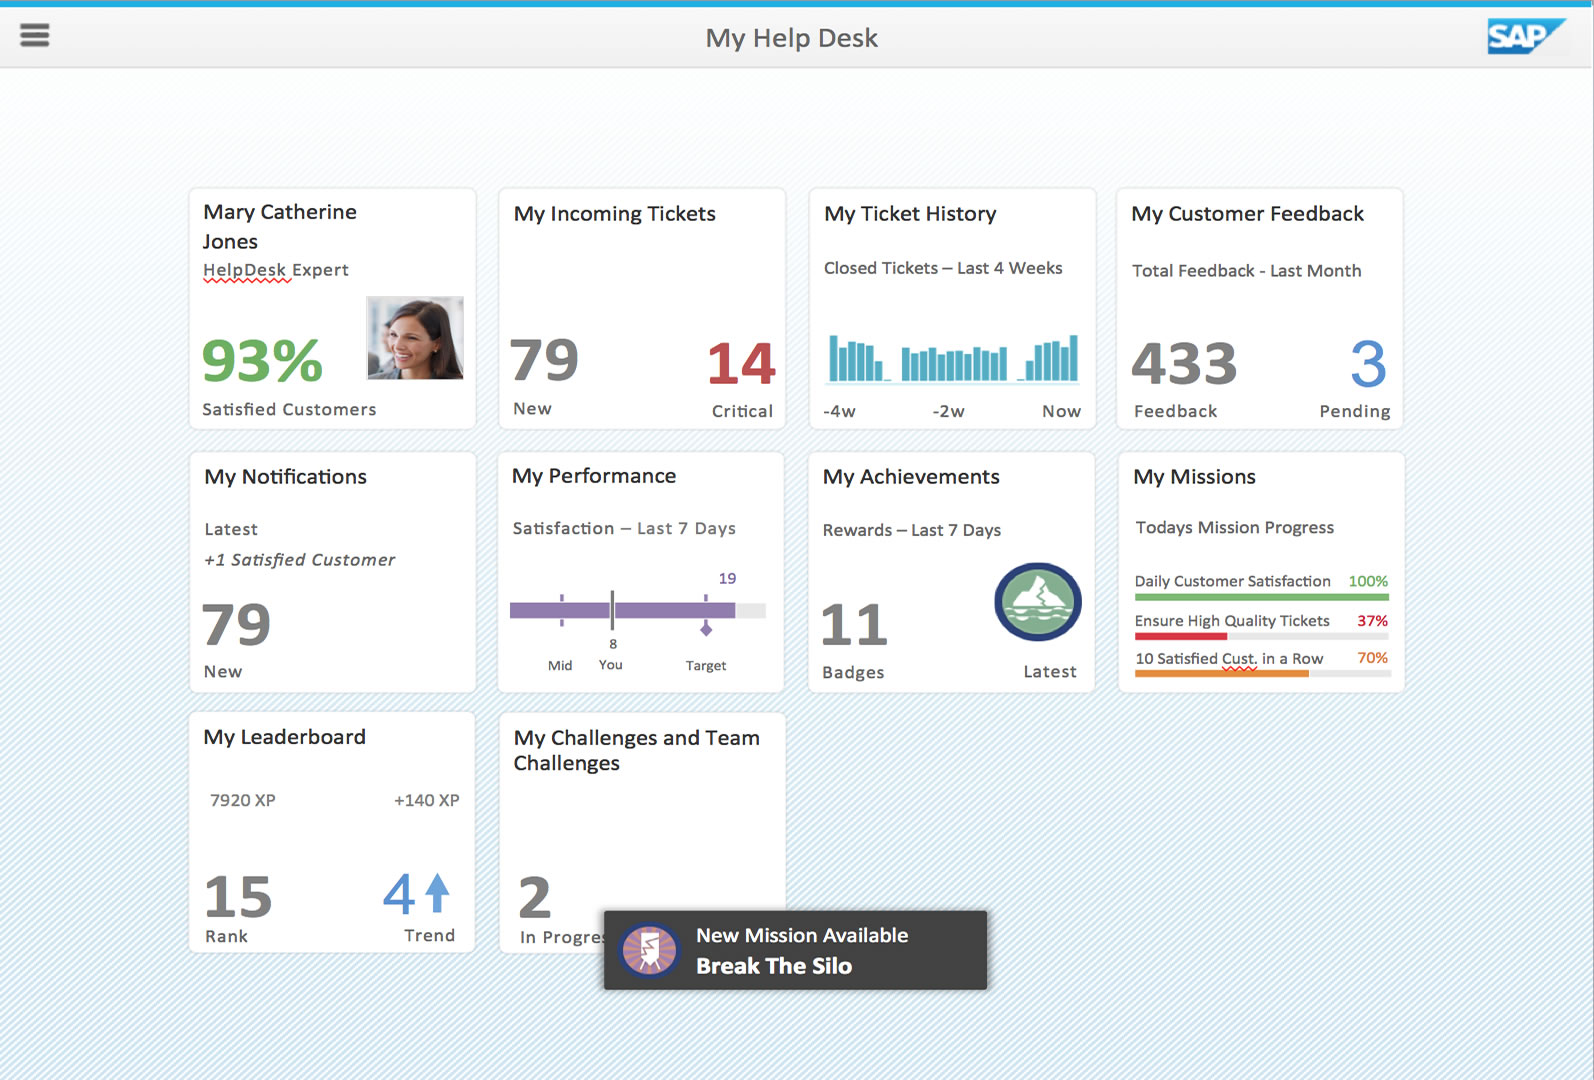 My Help Desk
SAP
Mary Catherine
Jones
HelpDesk Expert
93%
Satisfied Customers
My Incoming Tickets
79
New
14
Critical
My Ticket History
Closed Tickets – Last 4 Weeks
-4w
-2w
Now
My Customer Feedback
Total Feedback - Last Month
433
Feedback
3
Pending
My Notifications
Latest
+1 Satisfied Customer
79
New
My Performance
Satisfaction – Last 7 Days
19
8
Mid
You
Target
My Achievements
Rewards – Last 7 Days
11
Badges
Latest
My Missions
Todays Mission Progress
Daily Customer Satisfaction 100%
Ensure High Quality Tickets 37%
10 Satisfied Cust. in a Row 70%
My Leaderboard
7920 XP
+140 XP
15
Rank
4
Trend
My Challenges and Team
Challenges
2
In Progres
New Mission Available
Break The Silo